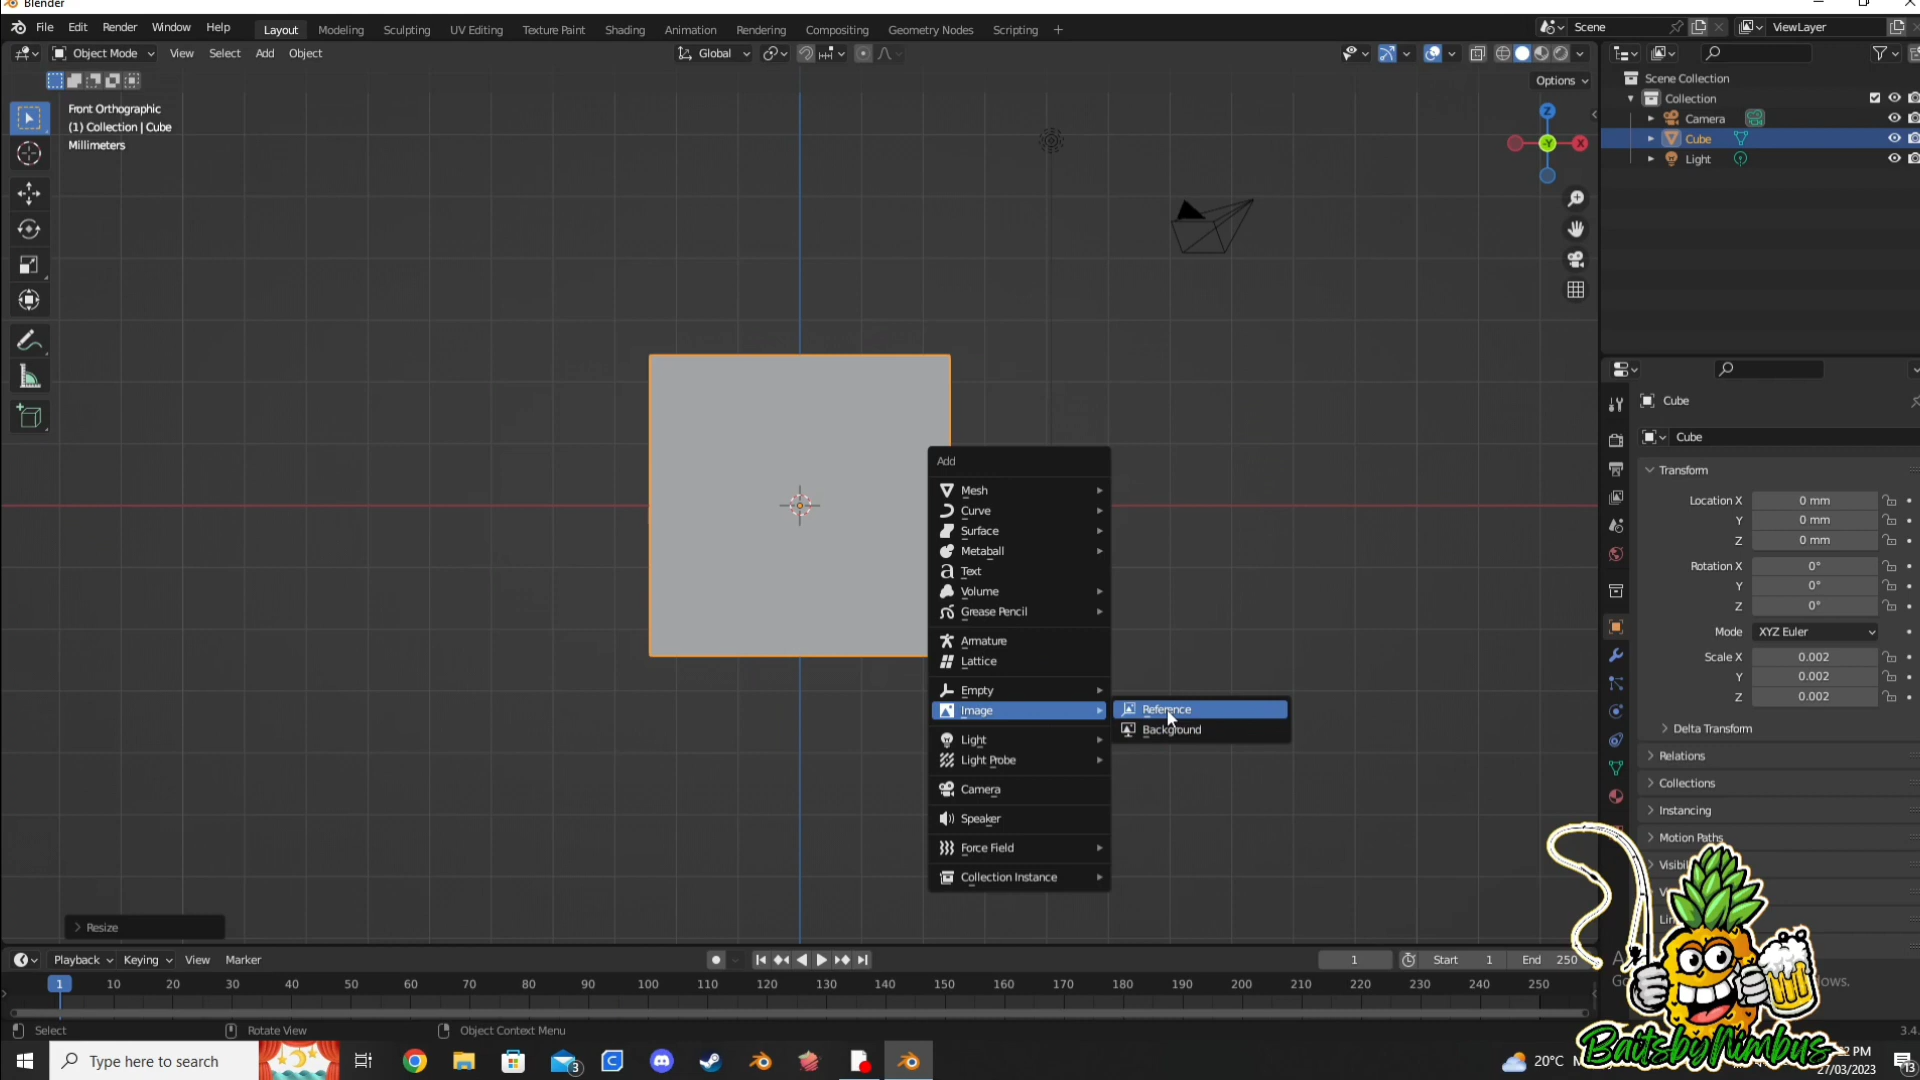 Blender
File Edit Render Window Help Layout Modeling Sculpting UV Editing Texture Paint Shading Animation Rendering Compositing Geometry Nodes Scripting + Scene ViewLayer
Object Mode View Select Add Object Global
Options
Front Orthographic
(1) Collection | Cube
Millimeters
Z
-Y
X
Scene Collection
Collection
Camera
Cube
Light
Add
Mesh
Curve
Surface
Metaball
Text
Volume
Grease Pencil
Armature
Lattice
Empty
Image
Reference
Background
Light
Light Probe
Camera
Speaker
Force Field
Collection Instance
Cube
Cube
Transform
Location X 0 mm
Y 0 mm
Z 0 mm
Rotation X 0°
Y 0°
Z 0°
Mode XYZ Euler
Scale X 0.002
Y 0.002
Z 0.002
Delta Transform
Relations
Collections
Instancing
Motion Paths
Resize
Playback Keying View Marker 1 Start 1 End 250
1 10 20 30 40 50 60 70 80 90 100 110 120 130 140 150 160 170 180 190 200 210 220 230 240 250
Select Rotate View Object Context Menu 3.4.
Type here to search 3 20°C PM
27/03/2023 13
BaitsbyNimbus